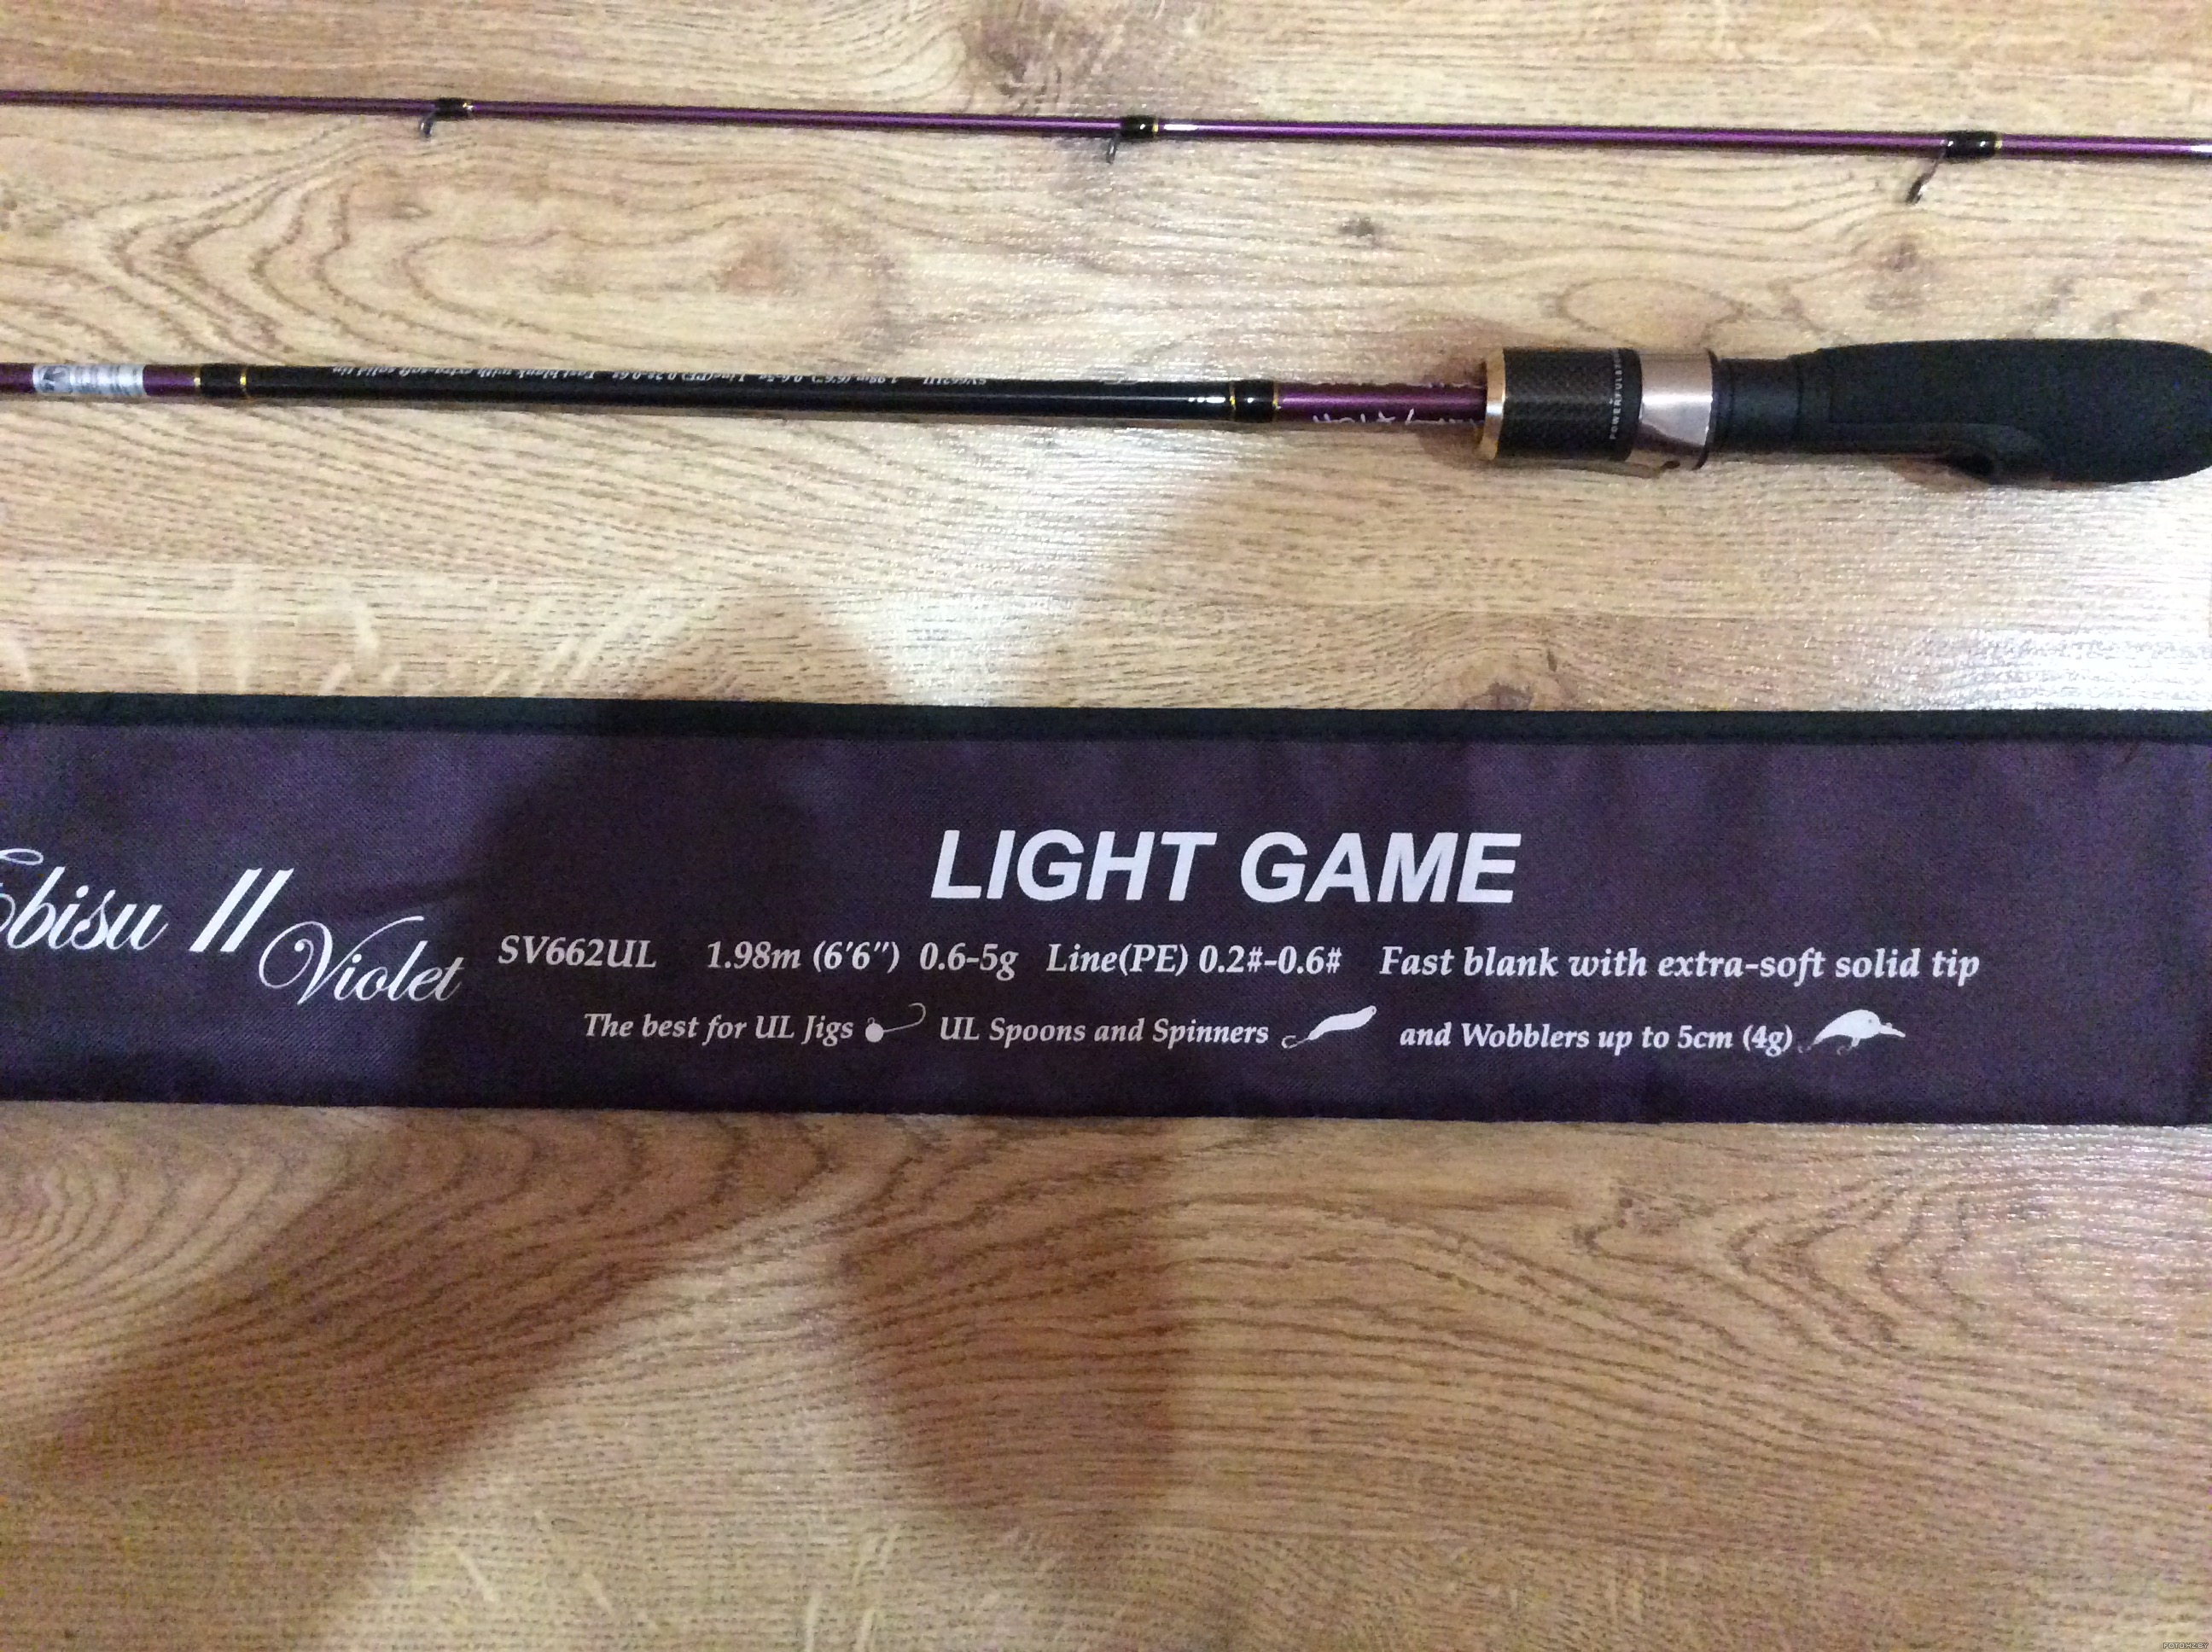 POWERFUL &
LIGHT GAME
Ebisu II Violet
SV662UL 1.98m (6'6") 0.6-5g Line(PE) 0.2#-0.6# Fast blank with extra-soft solid tip
The best for UL Jigs UL Spoons and Spinners and Wobblers up to 5cm (4g)